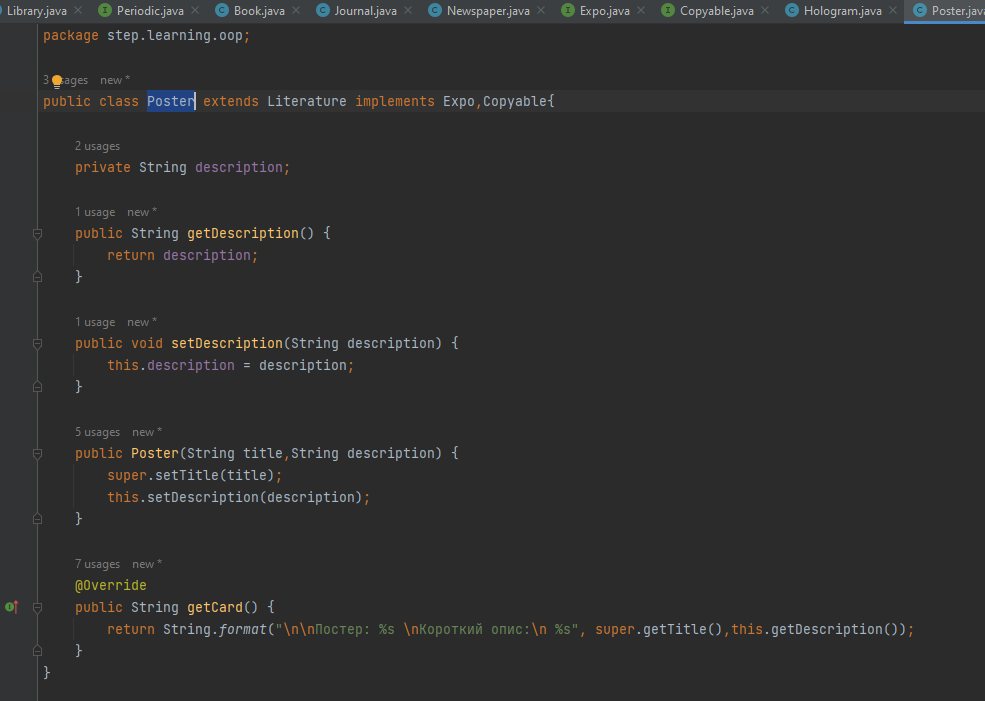 Library.java Periodic.java Book.java Journal.java Newspaper.java Expo.java Copyable.java Hologram.java Poster.java
package step.learning.oop;
3 usages new *
public class Poster extends Literature implements Expo,Copyable{
2 usages
private String description;
1 usage new *
public String getDescription() {
return description;
}
1 usage new *
public void setDescription(String description) {
this.description = description;
}
5 usages new *
public Poster(String title,String description) {
super.setTitle(title);
this.setDescription(description);
}
7 usages new *
@Override
public String getCard() {
return String.format("\n\nПостер: %s \nКороткий опис:\n %s", super.getTitle(),this.getDescription());
}
}